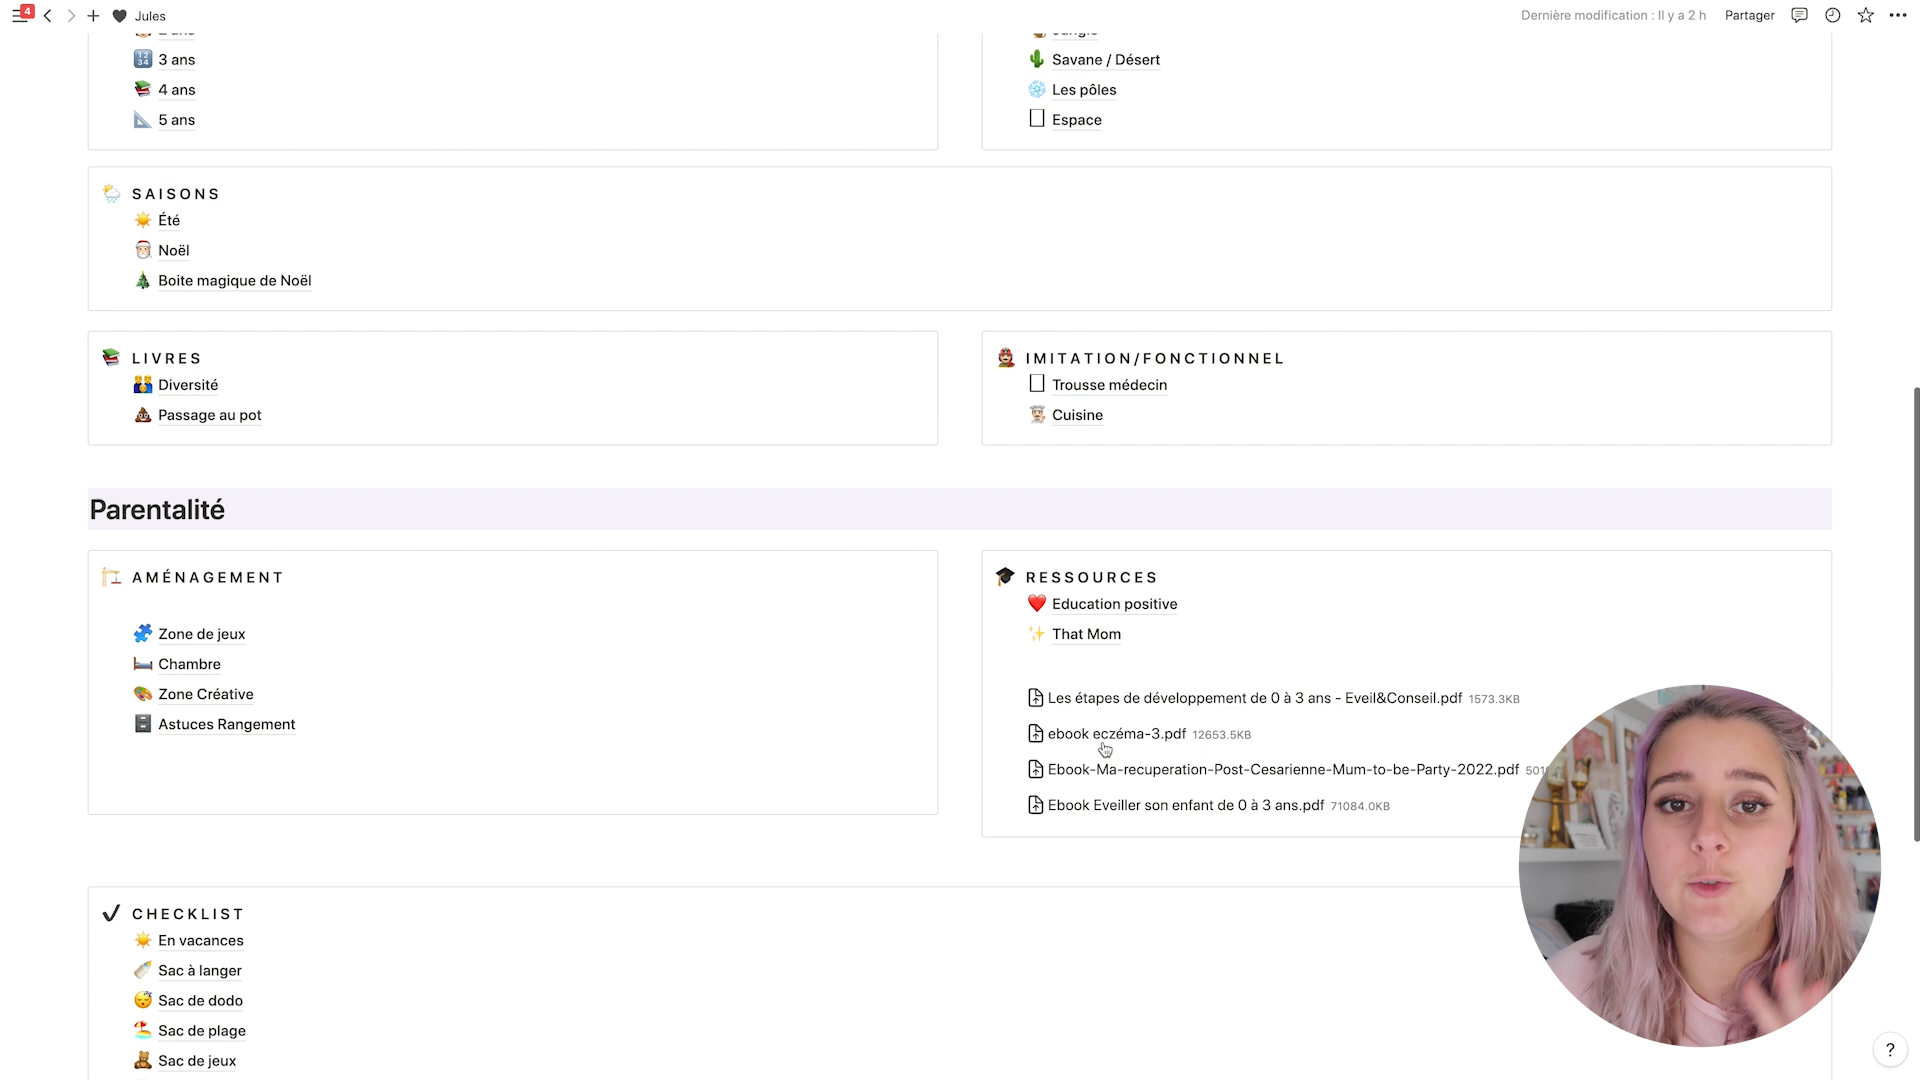 4
Jules
Dernière modification : Il y a 2 h
Partager
2 ans
3 ans
4 ans
5 ans
Jungle
Savane / Désert
Les pôles
Espace
SAISONS
Été
Noël
Boite magique de Noël
LIVRES
Diversité
Passage au pot
IMITATION/FONCTIONNEL
Trousse médecin
Cuisine
Parentalité
AMÉNAGEMENT
Zone de jeux
Chambre
Zone Créative
Astuces Rangement
RESSOURCES
Education positive
That Mom
Les étapes de développement de 0 à 3 ans - Eveil&Conseil.pdf 1573.3KB
ebook eczéma-3.pdf 12653.5KB
Ebook-Ma-recuperation-Post-Cesarienne-Mum-to-be-Party-2022.pdf
Ebook Eveiller son enfant de 0 à 3 ans.pdf 71084.0KB
CHECKLIST
En vacances
Sac à langer
Sac de dodo
Sac de plage
Sac de jeux
?